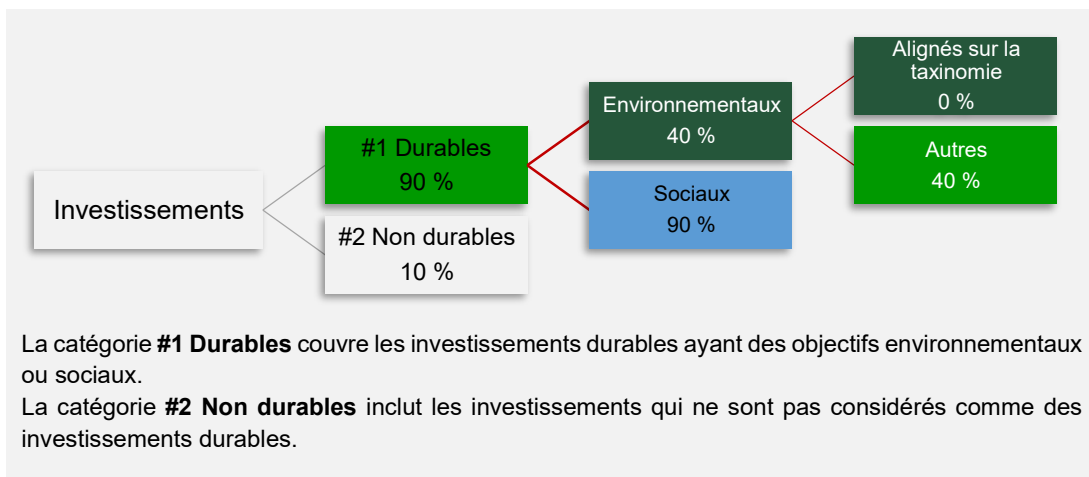 Investissements
#1 Durables
90 %
#2 Non durables
10 %
Environnementaux
40 %
Sociaux
90 %
Alignés sur la
taxinomie
0 %
Autres
40 %
La catégorie #1 Durables couvre les investissements durables ayant des objectifs environnementaux
ou sociaux.
La catégorie #2 Non durables inclut les investissements qui ne sont pas considérés comme des
investissements durables.